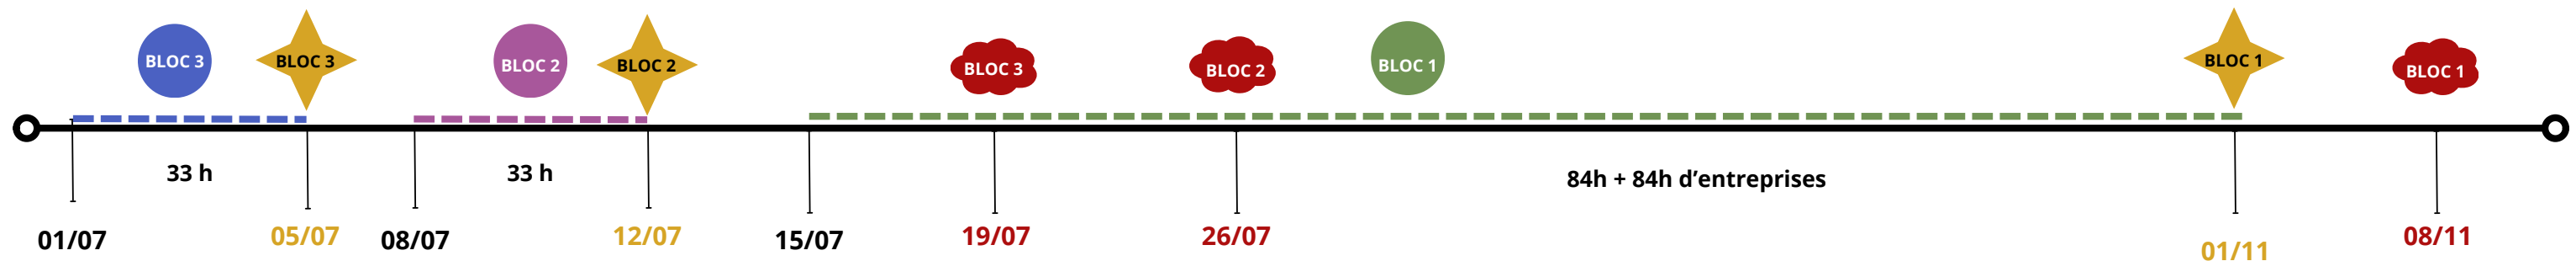 BLOC 3
BLOC 3
BLOC 2
BLOC 2
BLOC 3
BLOC 2
BLOC 1
BLOC 1
BLOC 1
33 h
33 h
84h + 84h d’entreprises
01/07
05/07
08/07
12/07
15/07
19/07
26/07
01/11
08/11